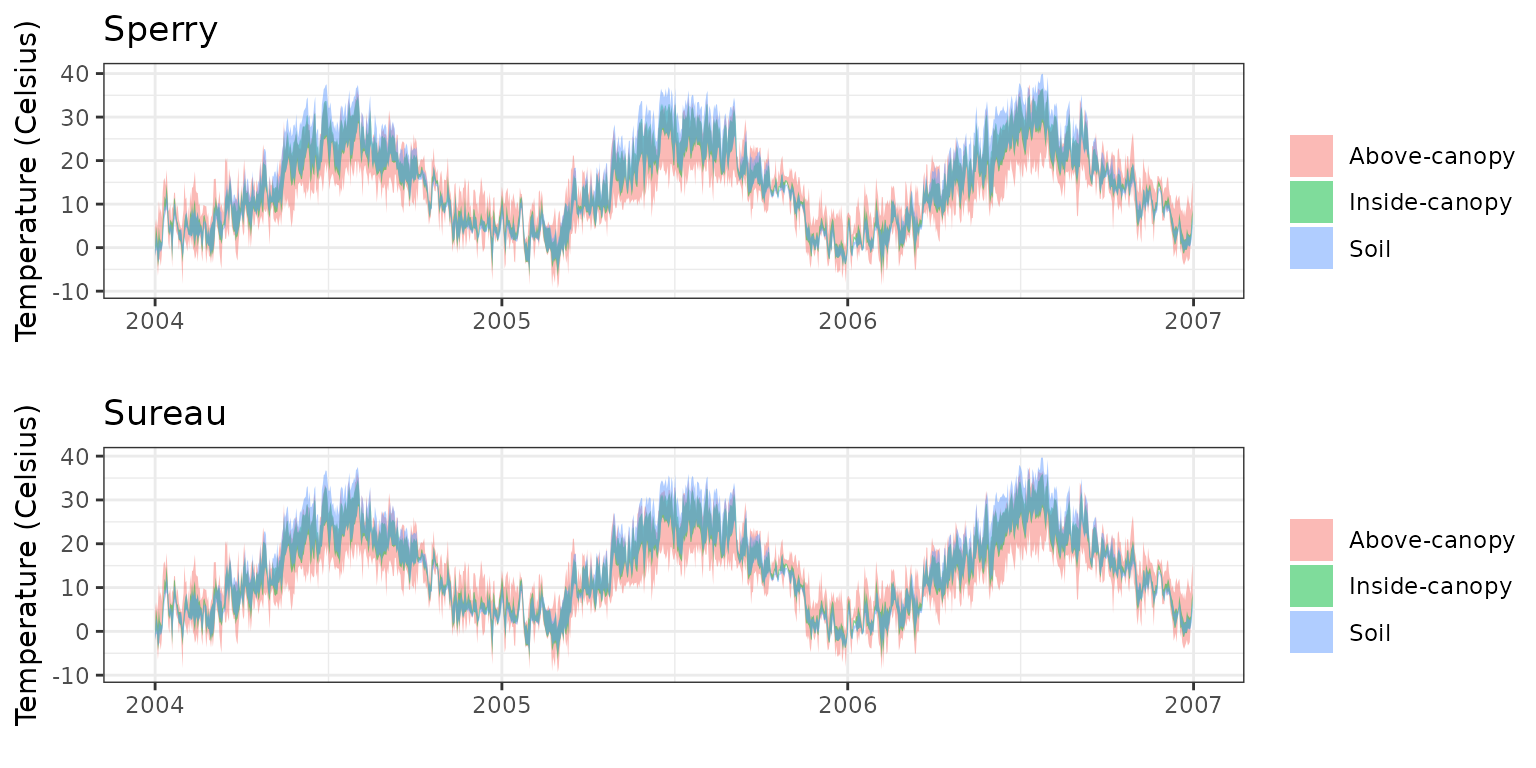 Sperry
Temperature (Celsius)
40
30
20
10
0
-10
2004 2005 2006 2007
Above-canopy
Inside-canopy
Soil
Sureau
Temperature (Celsius)
40
30
20
10
0
-10
2004 2005 2006 2007
Above-canopy
Inside-canopy
Soil